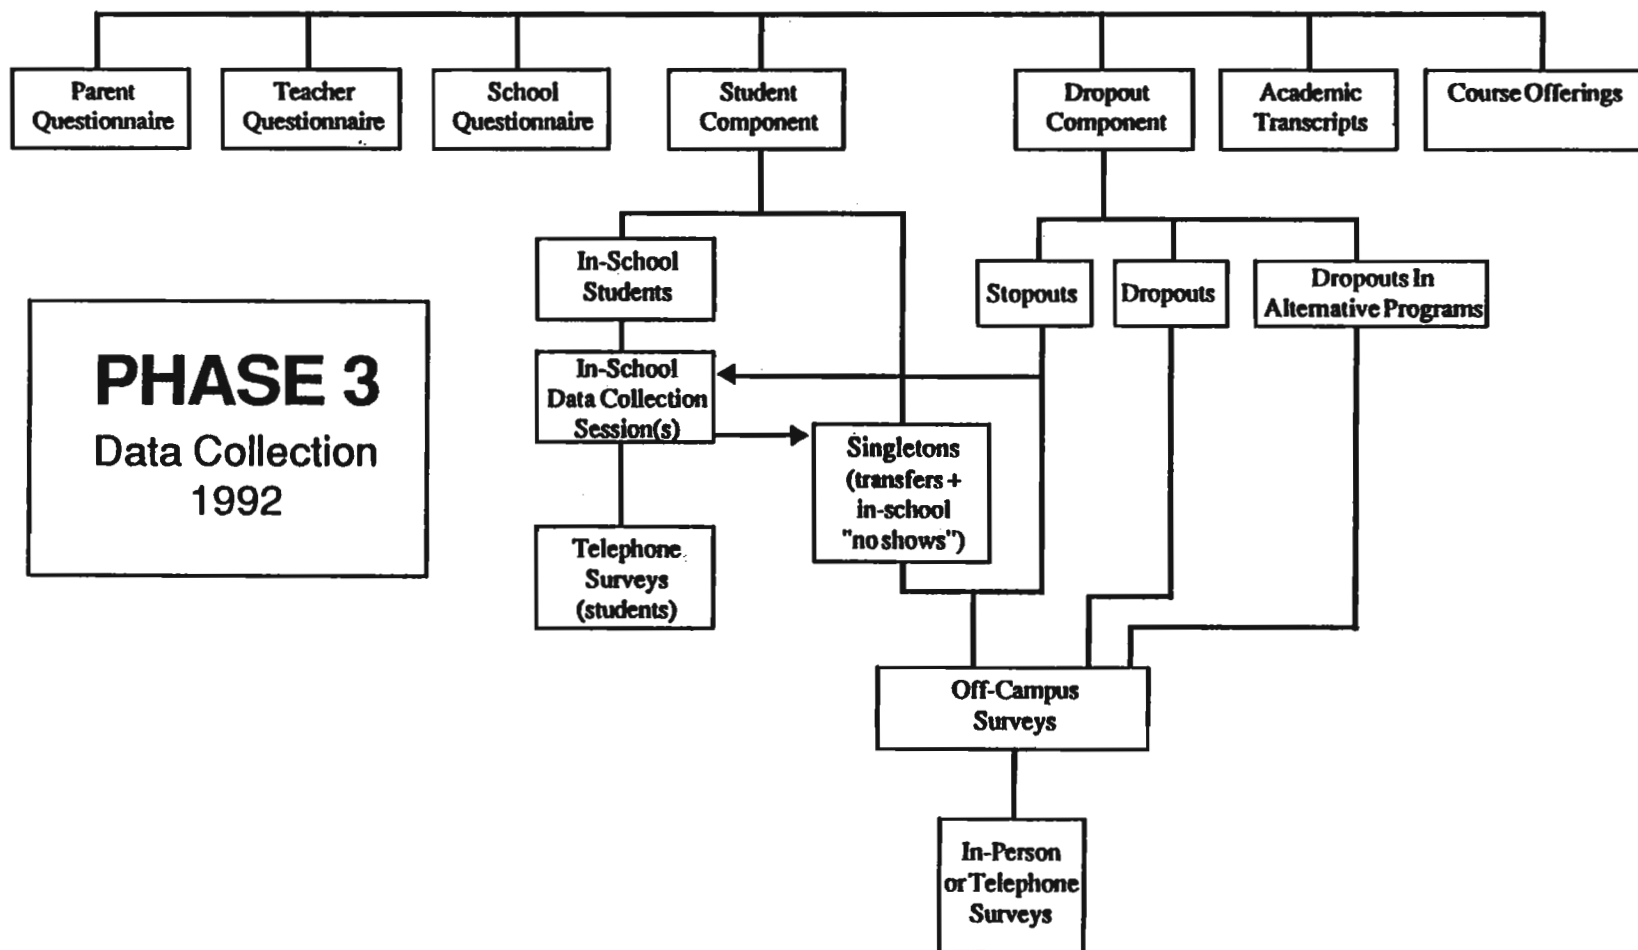 Parent
Questionnaire
Teacher
Questionnaire
School
Questionnaire
Student
Component
Dropout
Component
Academic
Transcripts
Course Offerings
In-School
Students
Stopouts
Dropouts
Dropouts In
Alternative Programs
PHASE 3
Data Collection
1992
In-School
Data Collection
Session(s)
Singletons
(transfers +
in-school
"no shows")
Telephone
Surveys
(students)
Off-Campus
Surveys
In-Person
or Telephone
Surveys